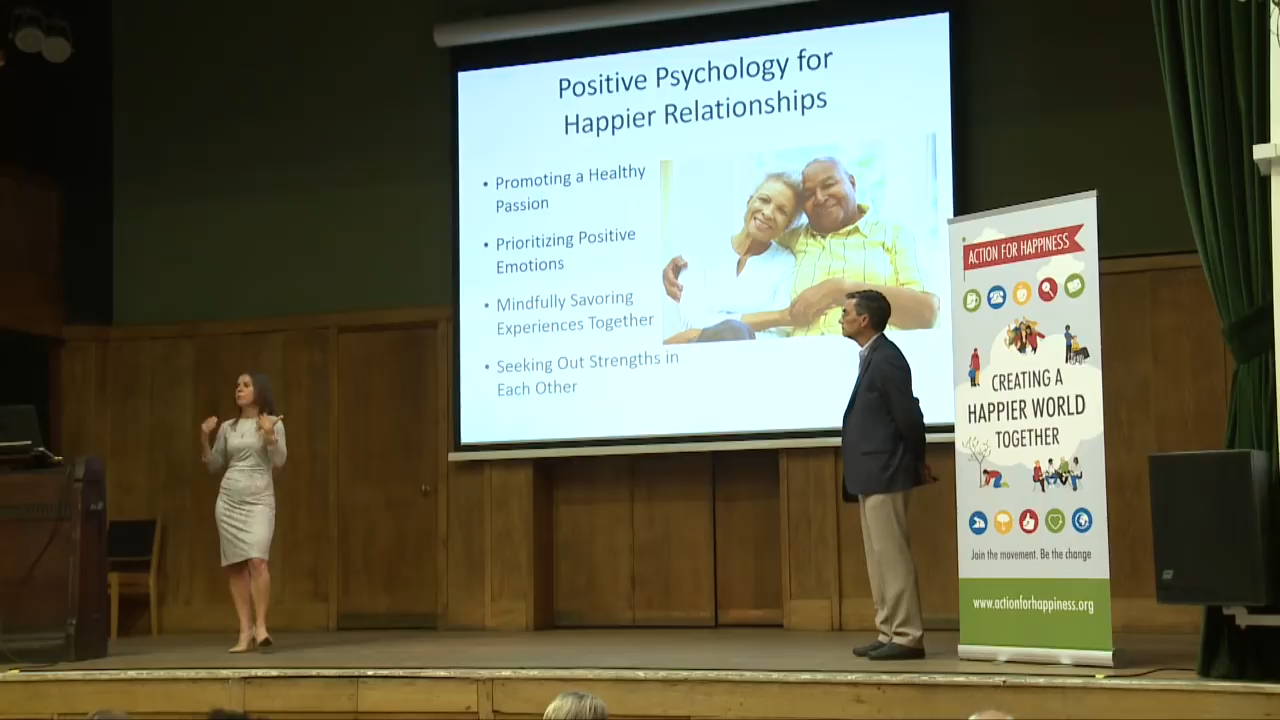 Positive Psychology for
Happier Relationships
• Promoting a Healthy
Passion
• Prioritizing Positive
Emotions
• Mindfully Savoring
Experiences Together
• Seeking Out Strengths in
Each Other
ACTION FOR HAPPINESS
CREATING A
HAPPIER WORLD
TOGETHER
Join the movement. Be the change
www.actionforhappiness.org